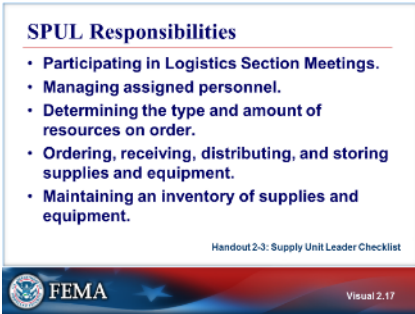 SPUL Responsibilities
• Participating in Logistics Section Meetings.
• Managing assigned personnel.
• Determining the type and amount of
resources on order.
• Ordering, receiving, distributing, and storing
supplies and equipment.
• Maintaining an inventory of supplies and
equipment.
Handout 2-3: Supply Unit Leader Checklist
FEMA
Visual 2.17